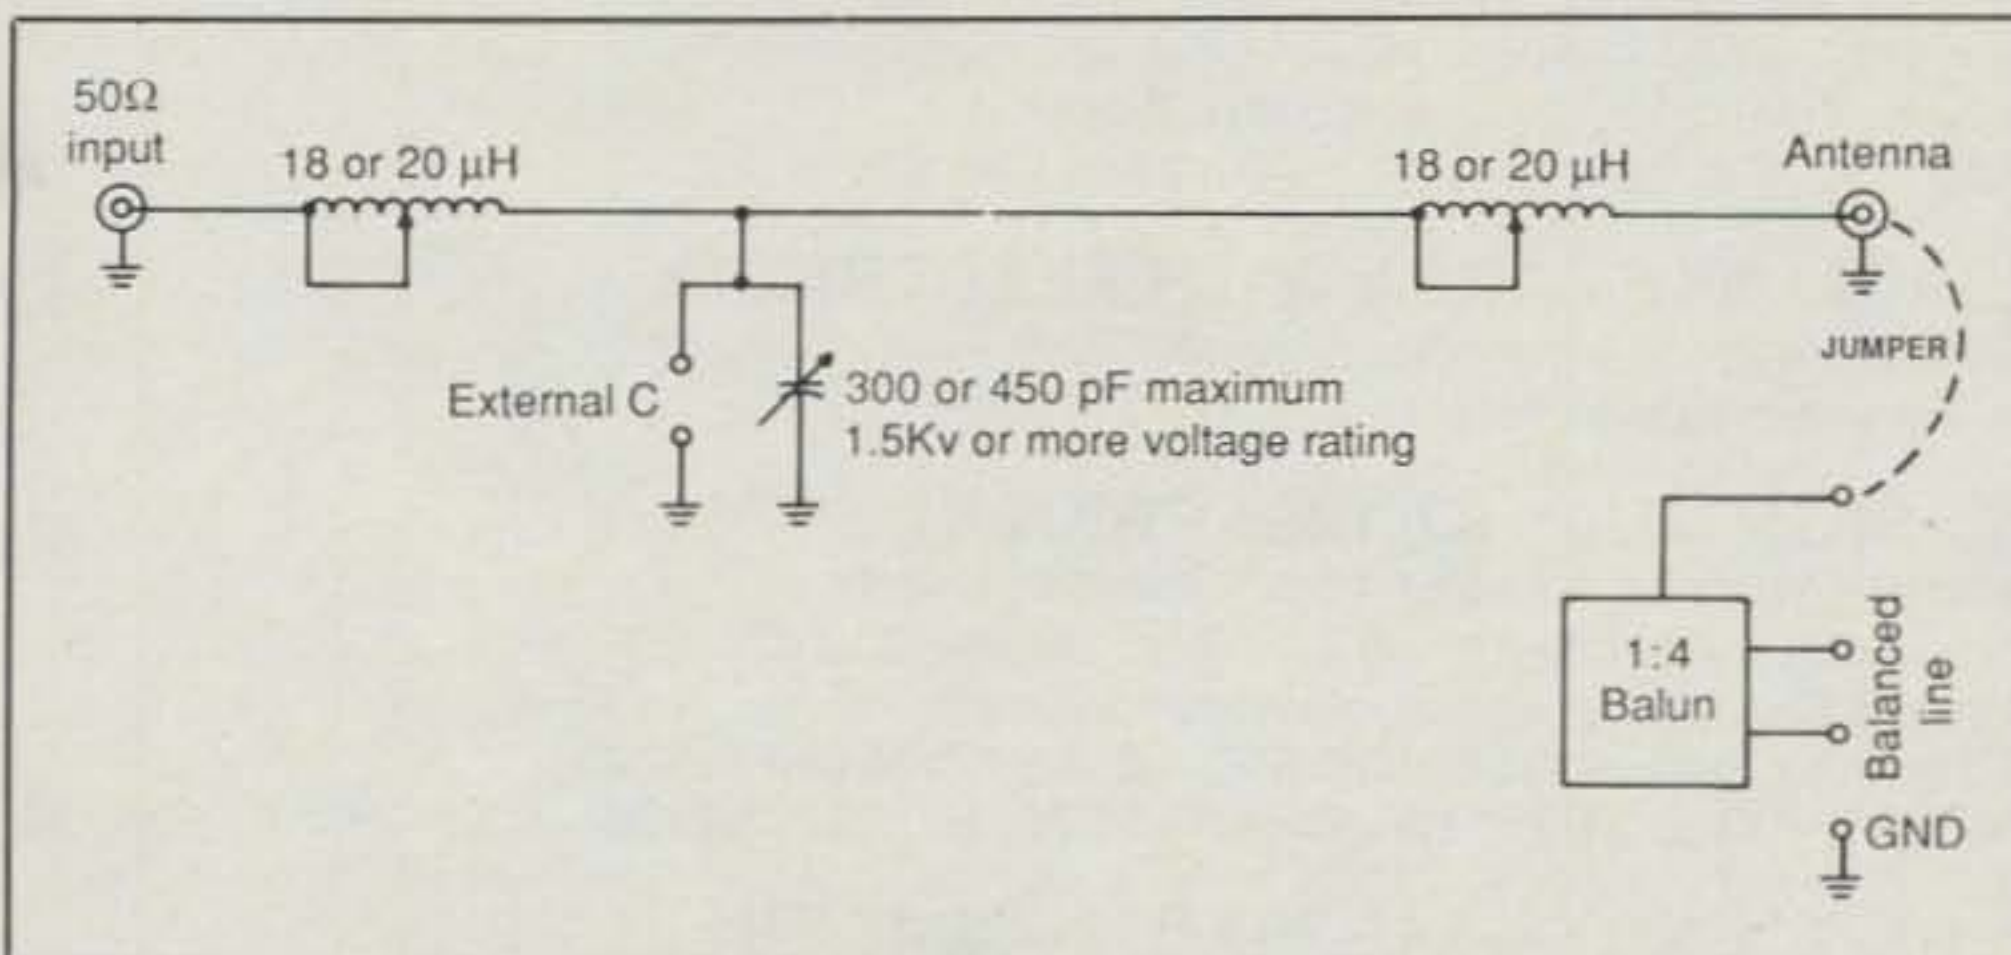 50Ω
input
18 or 20 µH
18 or 20 µH
Antenna
JUMPER
External C
300 or 450 pF maximum
1.5Kv or more voltage rating
1:4
Balun
Balanced
line
GND